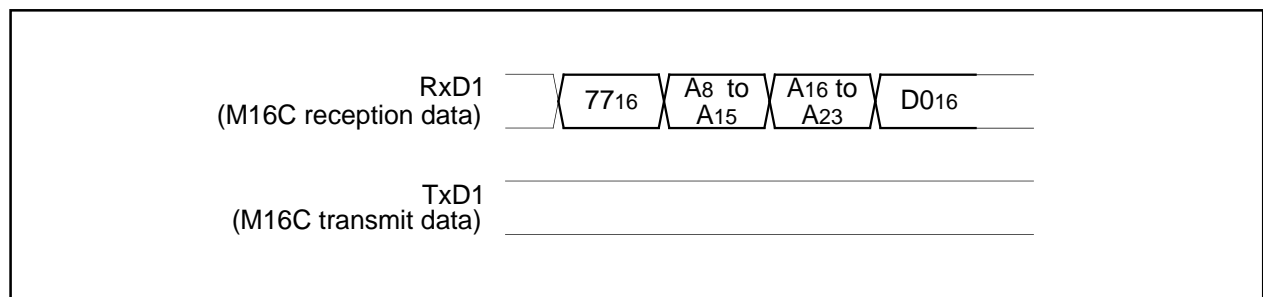 RxD1
(M16C reception data)
7716
A8 to
A15
A16 to
A23
D016
TxD1
(M16C transmit data)